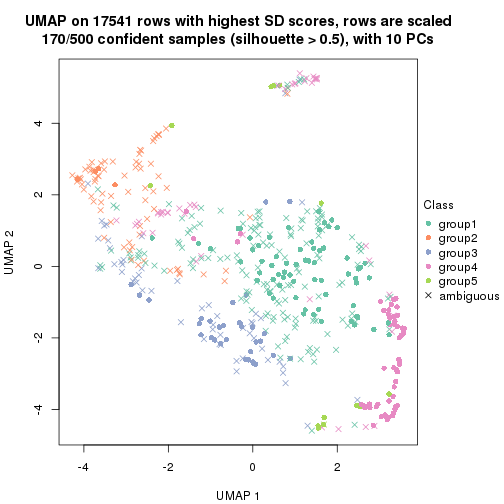 UMAP on 17541 rows with highest SD scores, rows are scaled
170/500 confident samples (silhouette > 0.5), with 10 PCs
4
2
0
-2
-4
UMAP 2
-4
-2
0
2
UMAP 1
Class
group1
group2
group3
group4
group5
ambiguous